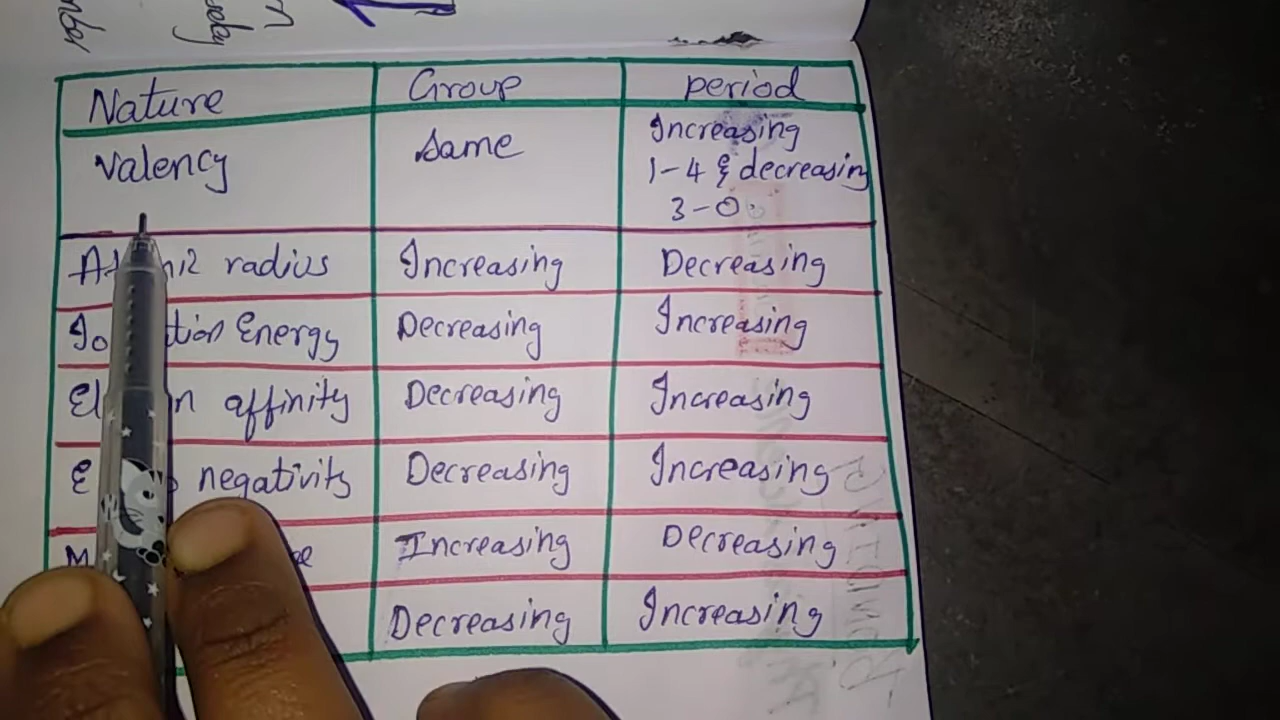 Nature Group period
Valency Same Increasing
1-4 & decreasing
3-0.
radius Increasing Decreasing
Energy Decreasing Increasing
affinity Decreasing Increasing
negativity Decreasing Increasing
Increasing Decreasing
Decreasing Increasing